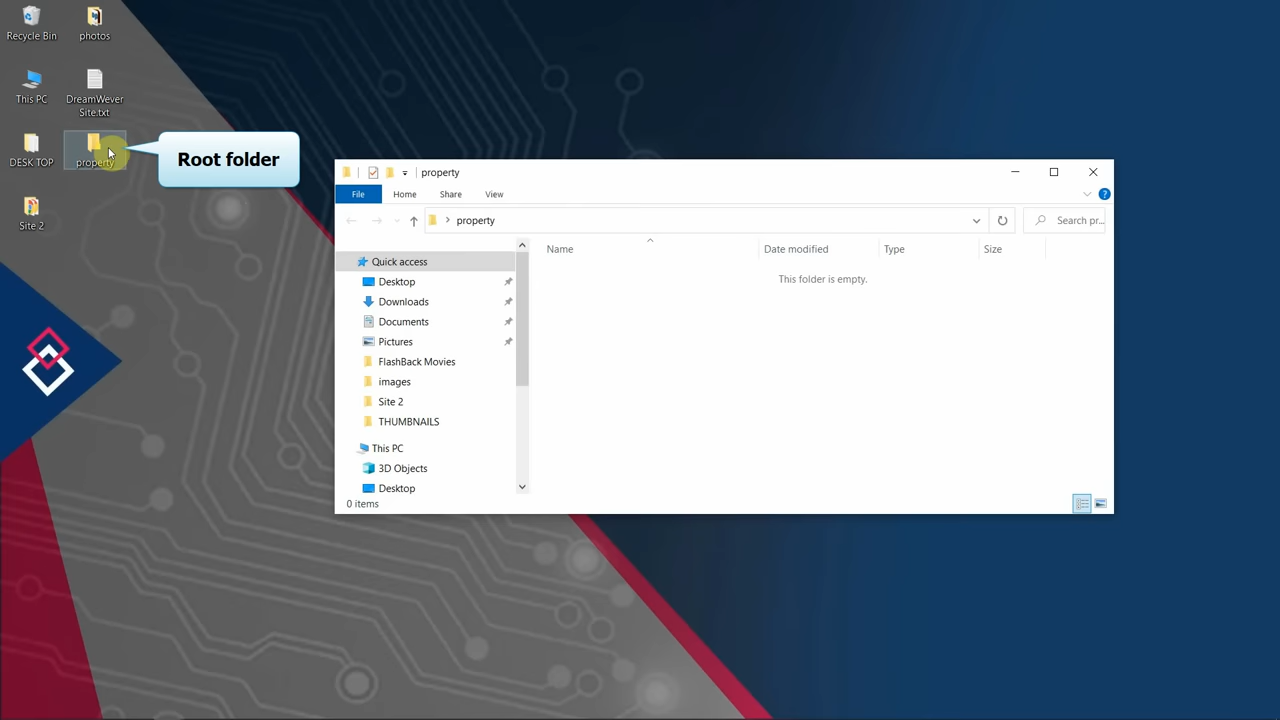 Recycle Bin
photos
This PC
DreamWever
Site.txt
DESK TOP
property
Site 2
Root folder
property
File
Home
Share
View
property
Search pr...
Name
Date modified
Type
Size
This folder is empty.
Quick access
Desktop
Downloads
Documents
Pictures
FlashBack Movies
images
Site 2
THUMBNAILS
This PC
3D Objects
Desktop
0 items